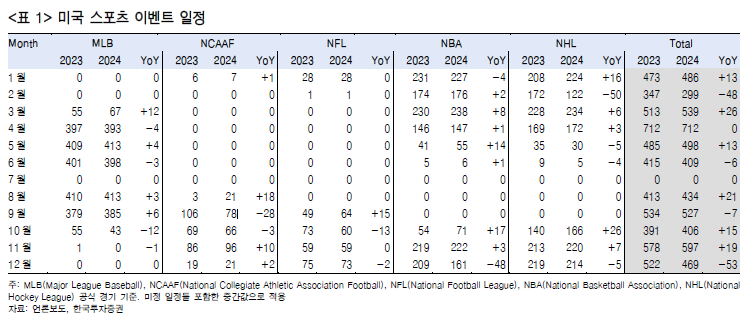 <표 1> 미국 스포츠 이벤트 일정
Month MLB NCAAF NFL NBA NHL Total
2023 2024 YoY 2023 2024 YoY 2023 2024 YoY 2023 2024 YoY 2023 2024 YoY 2023 2024 YoY
1월 0 0 0 6 7 +1 28 28 0 231 227 −4 208 224 +16 473 486 +13
2월 0 0 0 0 0 0 1 1 0 174 176 +2 172 122 −50 347 299 −48
3월 55 67 +12 0 0 0 0 0 0 230 238 +8 228 234 +6 513 539 +26
4월 397 393 −4 0 0 0 0 0 0 146 147 +1 169 172 +3 712 712 0
5월 409 413 +4 0 0 0 0 0 0 41 55 +14 35 30 −5 485 498 +13
6월 401 398 −3 0 0 0 0 0 0 5 6 +1 9 5 −4 415 409 −6
7월 0 0 0 0 0 0 0 0 0 0 0 0 0 0 0 0 0 0
8월 410 413 +3 3 21 +18 0 0 0 0 0 0 0 0 0 413 434 +21
9월 379 385 +6 106 78 −28 49 64 +15 0 0 0 0 0 0 534 527 −7
10월 55 43 −12 69 66 −3 73 60 −13 54 71 +17 140 166 +26 391 406 +15
11월 1 0 −1 86 96 +10 59 59 0 219 222 +3 213 220 +7 578 597 +19
12월 0 0 0 19 21 +2 75 73 −2 209 161 −48 219 214 −5 522 469 −53
주: MLB(Major League Baseball), NCAAF(National Collegiate Athletic Association Football), NFL(National Football League), NBA(National Basketball Association), NHL(National
Hockey League) 공식 경기 기준. 미정 일정을 포함한 중간값으로 적용
자료: 언론보도, 한국투자증권